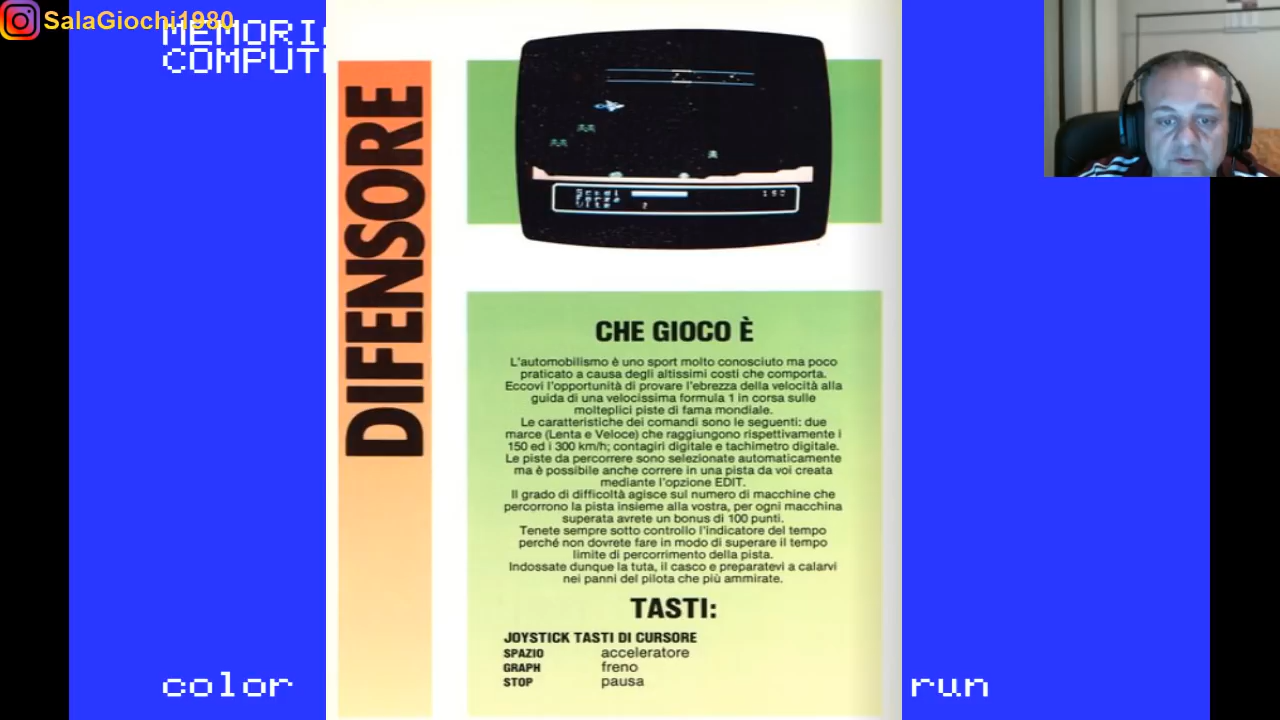 SalaGiochi1980
MEMORI
COMPUT
DIFENSORE
Scudi
Forza
Vite 2
150
CHE GIOCO È
L'automobilismo è uno sport molto conosciuto ma poco
praticato a causa degli altissimi costi che comporta.
Eccovi l'opportunità di provare l'ebrezza della velocità alla
guida di una velocissima formula 1 in corsa sulle
molteplici piste di fama mondiale.
Le caratteristiche dei comandi sono le seguenti: due
marce (Lenta e Veloce) che raggiungono rispettivamente i
150 ed i 300 km/h; contagiri digitale e tachimetro digitale.
Le piste da percorrere sono selezionate automaticamente
ma è possibile anche correre in una pista da voi creata
mediante l'opzione EDIT.
Il grado di difficoltà agisce sul numero di macchine che
percorrono la pista insieme alla vostra, per ogni macchina
superata avrete un bonus di 100 punti.
Tenete sempre sotto controllo l'indicatore del tempo
perché non dovrete fare in modo di superare il tempo
limite di percorrimento della pista.
Indossate dunque la tuta, il casco e preparatevi a calarvi
nei panni del pilota che più ammirate.
TASTI:
JOYSTICK TASTI DI CURSORE
SPAZIO acceleratore
GRAPH freno
STOP pausa
color
run